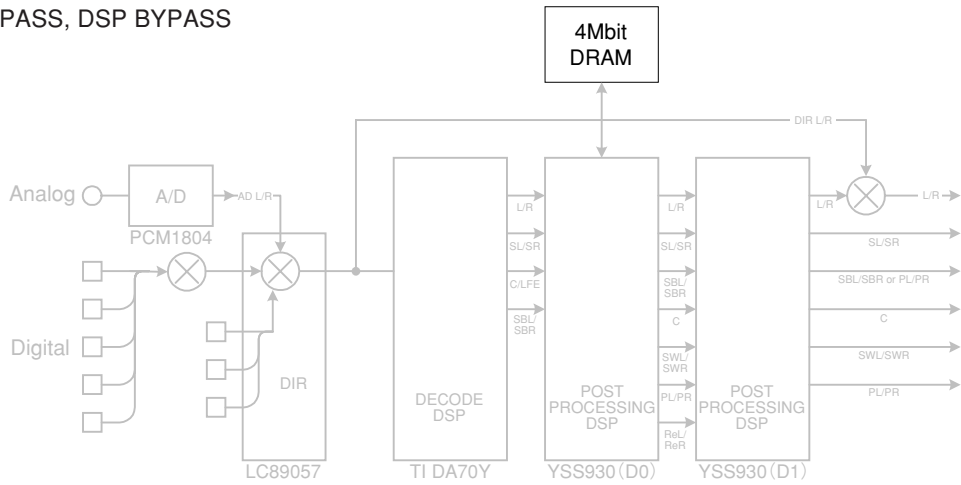 PASS, DSP BYPASS
4Mbit
DRAM
DIR L/R
Analog
A/D
AD L/R
PCM1804
L/R
L/R
L/R
L/R
SL/SR
SL/SR
SL/SR
C/LFE
SBL/
SBR
SBL/SBR or PL/PR
SBL/
SBR
C
C
Digital
DIR
SWL/
SWR
SWL/SWR
DECODE
DSP
POST
PROCESSING
DSP
PL/PR
POST
PROCESSING
DSP
PL/PR
ReL/
ReR
LC89057
TI DA70Y
YSS930(D0)
YSS930(D1)